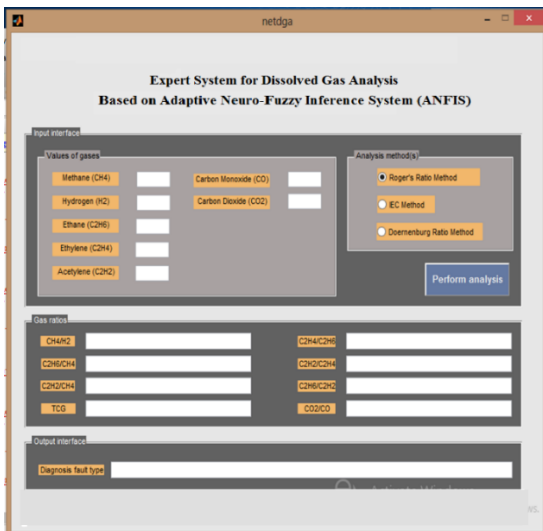 netdga
Expert System for Dissolved Gas Analysis
Based on Adaptive Neuro-Fuzzy Inference System (ANFIS)
Input interface
Values of gases
Methane (CH4)
Hydrogen (H2)
Ethane (C2H6)
Ethylene (C2H4)
Acetylene (C2H2)
Carbon Monoxide (CO)
Carbon Dioxide (CO2)
Analysis method(s)
Roger's Ratio Method
IEC Method
Doernenburg Ratio Method
Perform analysis
Gas ratios
CH4/H2
C2H6/CH4
C2H2/CH4
TCG
C2H4/C2H6
C2H2/C2H4
C2H6/C2H2
CO2/CO
Output interface
Diagnosis fault type